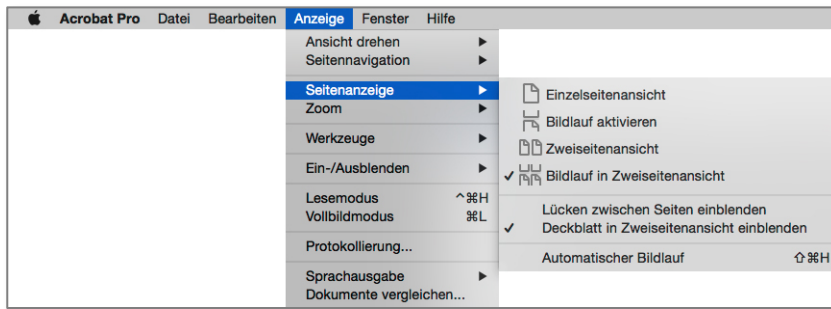 Acrobat Pro Datei Bearbeiten Anzeige Fenster Hilfe
Ansicht drehen
Seitennavigation
Seitenanzeige
Zoom
Werkzeuge
Ein-/Ausblenden
Lesemodus ^⌘H
Vollbildmodus ⌘L
Protokollierung...
Sprachausgabe
Dokumente vergleichen...
Einzelseitenansicht
Bildlauf aktivieren
Zweiseitenansicht
✓ Bildlauf in Zweiseitenansicht
Lücken zwischen Seiten einblenden
✓ Deckblatt in Zweiseitenansicht einblenden
Automatischer Bildlauf ⇧⌘H